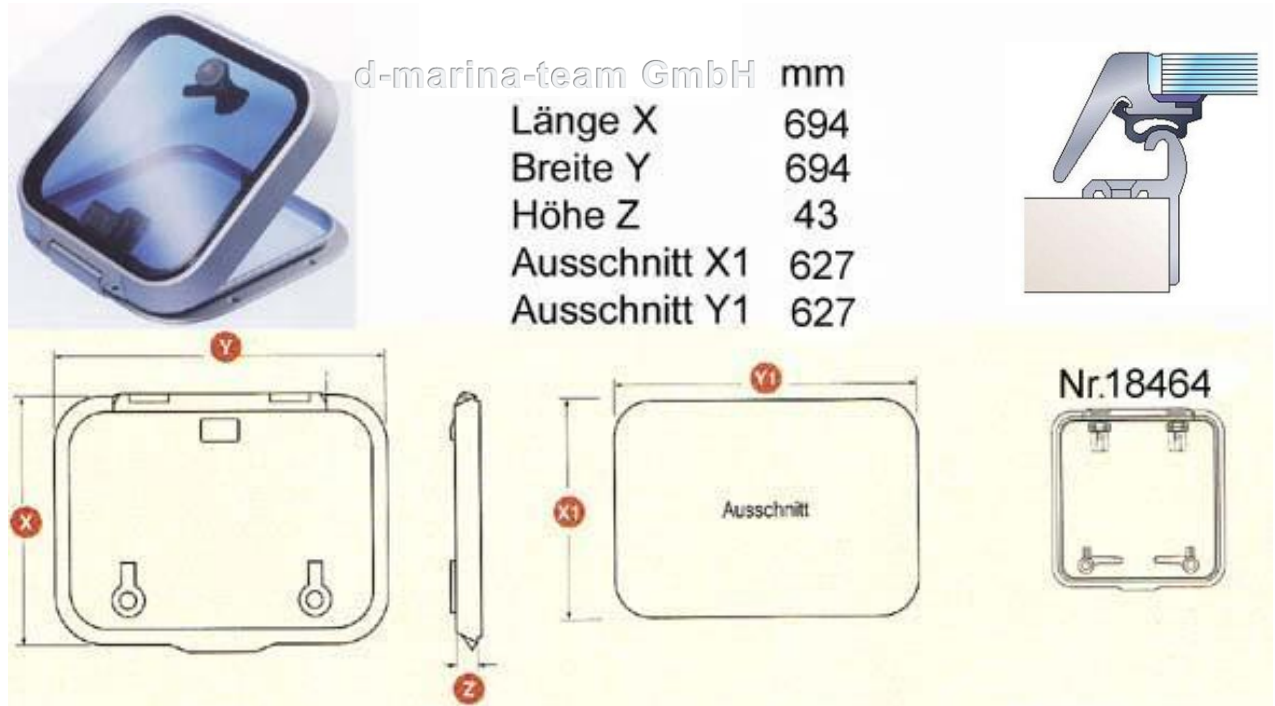 d-marina-team GmbH
mm
Länge X 694
Breite Y 694
Höhe Z 43
Ausschnitt X1 627
Ausschnitt Y1 627
Y
Y1
Nr.18464
X
X1
Ausschnitt
Z